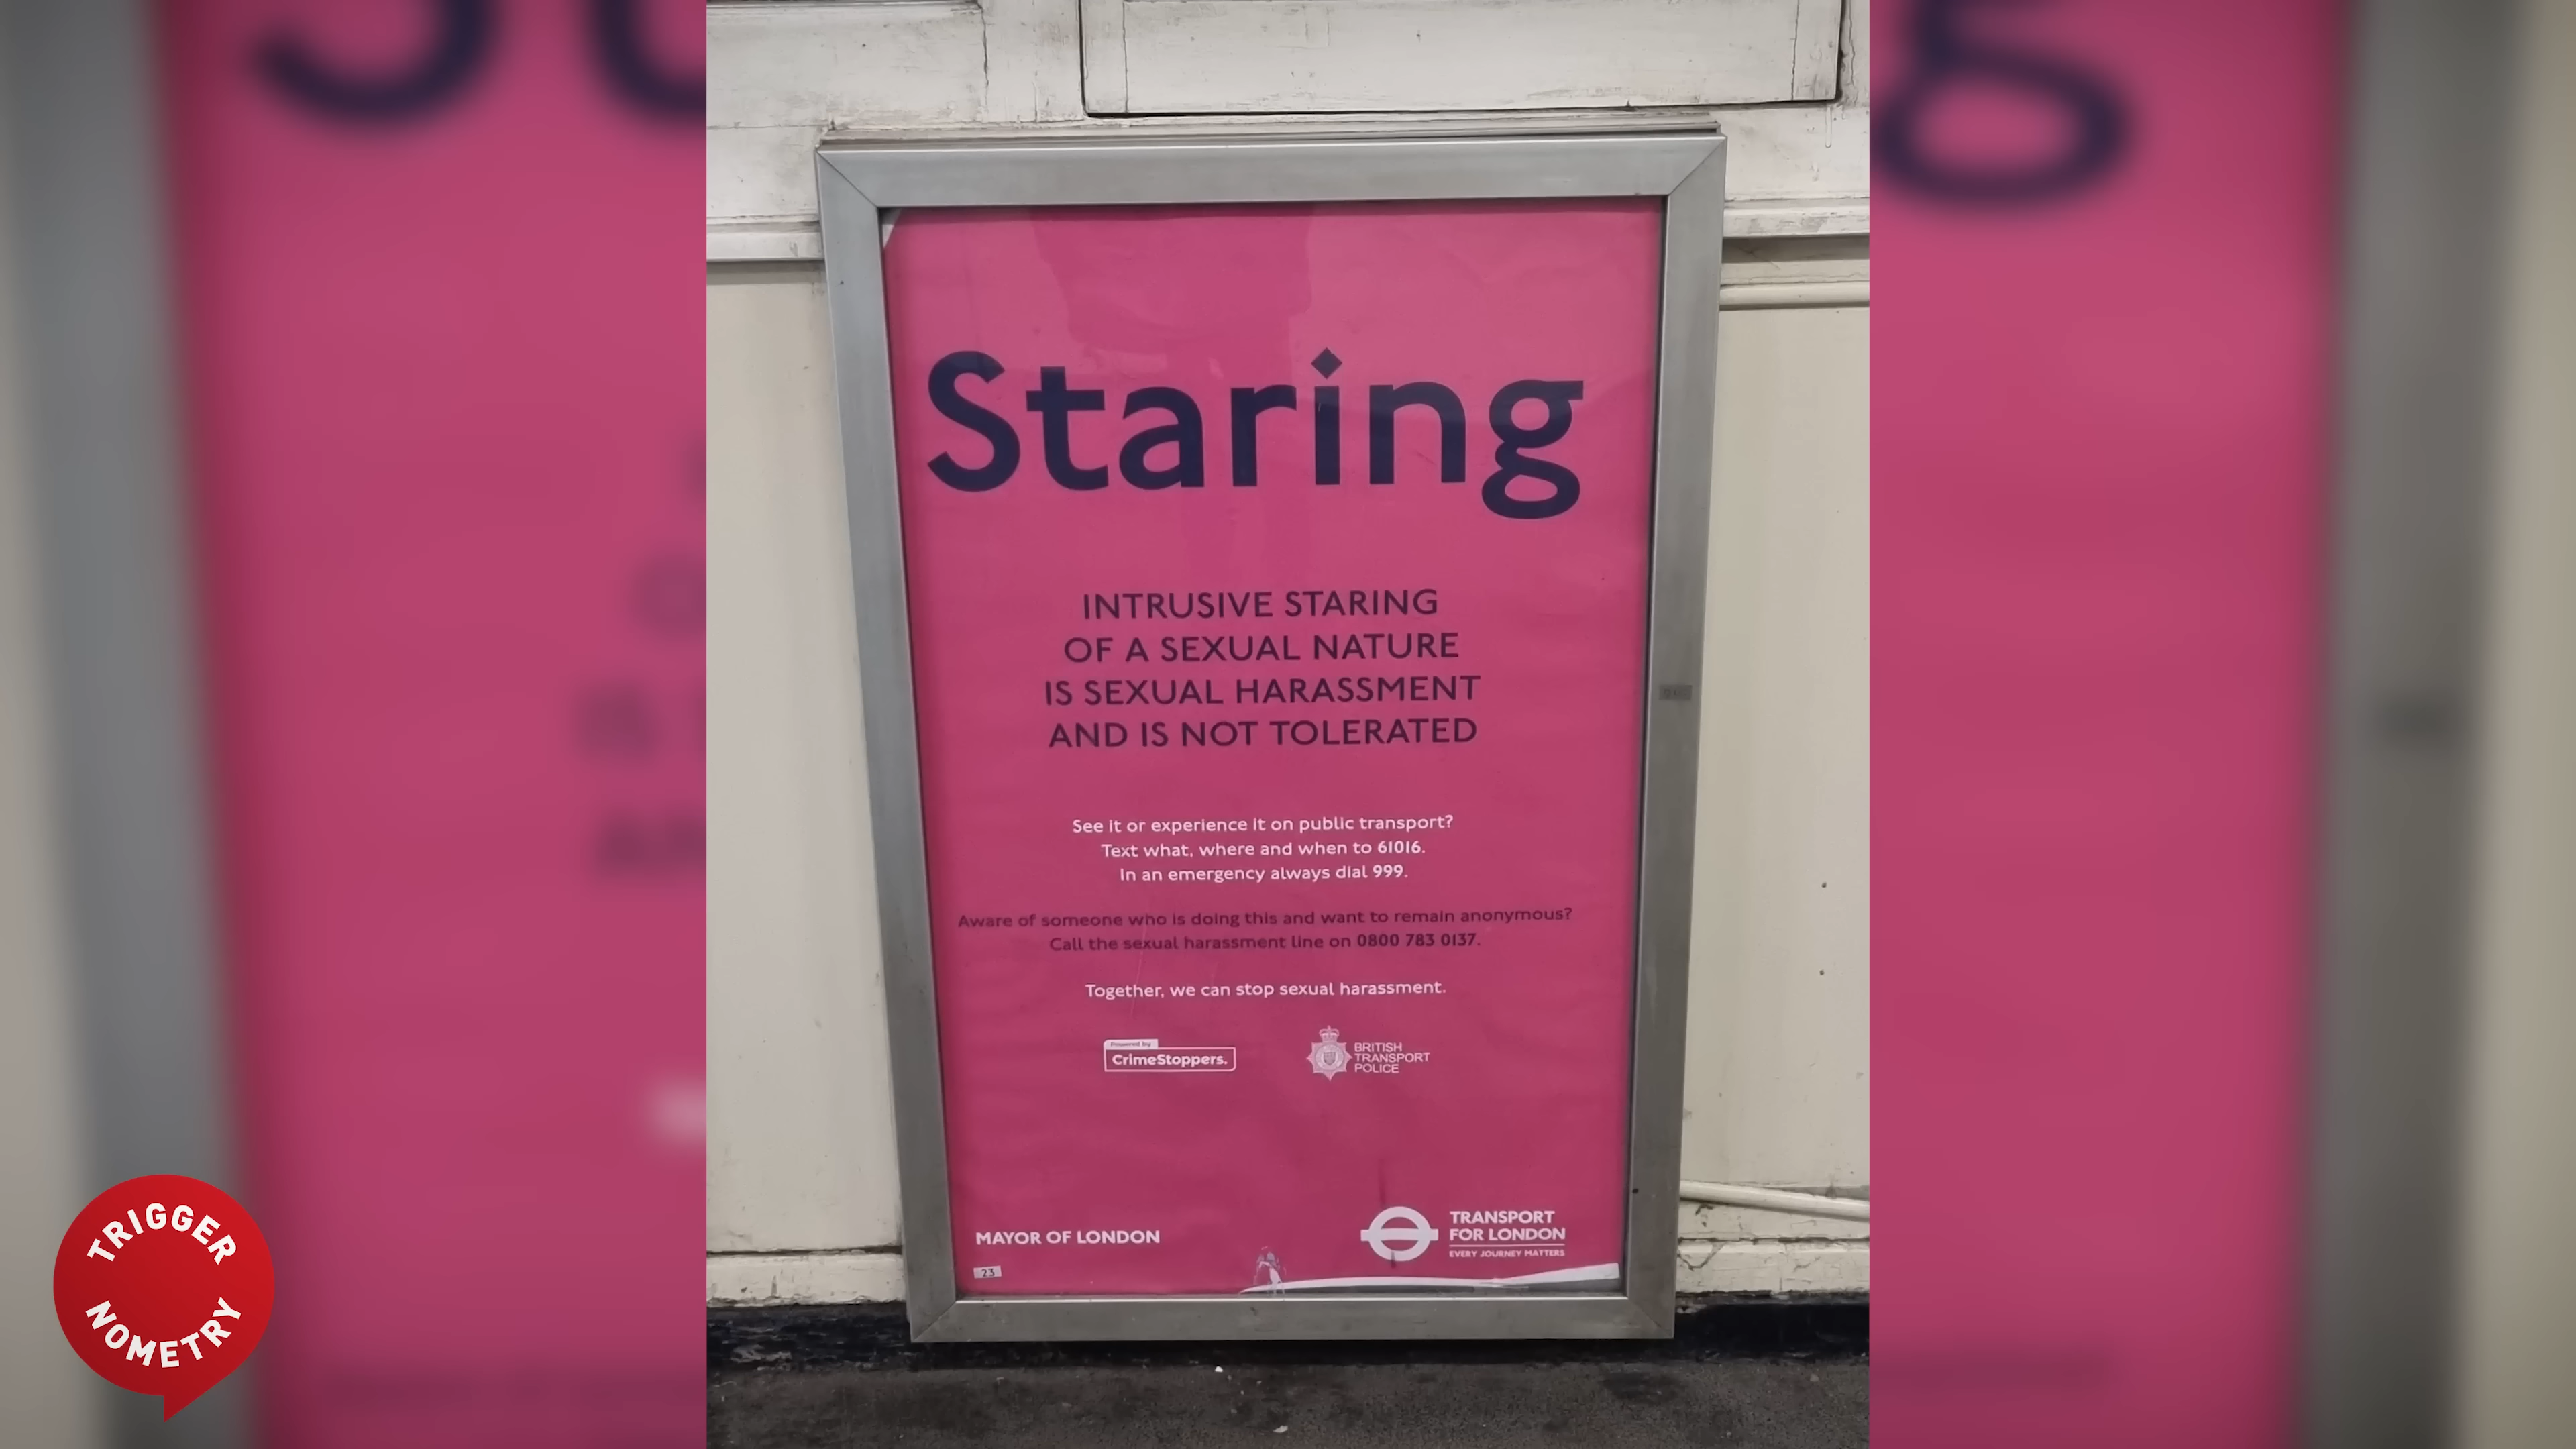 Staring
INTRUSIVE STARING
OF A SEXUAL NATURE
IS SEXUAL HARASSMENT
AND IS NOT TOLERATED
See it or experience it on public transport?
Text what, where and when to 61016.
In an emergency always dial 999.
Aware of someone who is doing this and want to remain anonymous?
Call the sexual harassment line on 0800 783 0137.
Together, we can stop sexual harassment.
Powered by
CrimeStoppers.
BRITISH
TRANSPORT
POLICE
MAYOR OF LONDON
TRANSPORT
FOR LONDON
EVERY JOURNEY MATTERS
23
TRIGGER
NOMETRY